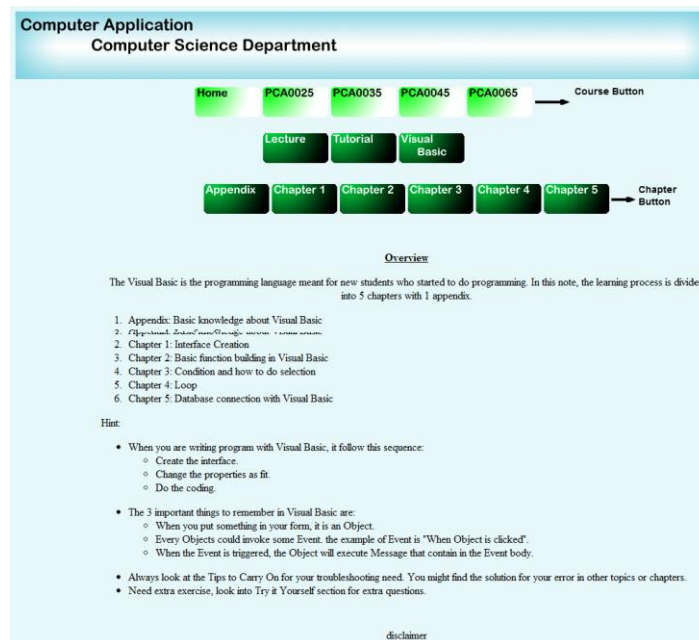 Computer Application
Computer Science Department
Home PCA0025 PCA0035 PCA0045 PCA0065 Course Button
Lecture Tutorial Visual Basic
Appendix Chapter 1 Chapter 2 Chapter 3 Chapter 4 Chapter 5 Chapter Button
Overview
The Visual Basic is the programming language meant for new students who started to do programming. In this note, the learning process is divide
into 5 chapters with 1 appendix.
1. Appendix: Basic knowledge about Visual Basic
2. Chapter 1: Interface Creation
3. Chapter 2: Basic function building in Visual Basic
4. Chapter 3: Condition and how to do selection
5. Chapter 4: Loop
6. Chapter 5: Database connection with Visual Basic
Hint:
• When you are writing program with Visual Basic, it follow this sequence:
○ Create the interface.
○ Change the properties as fit.
○ Do the coding.
• The 3 important things to remember in Visual Basic are:
○ When you put something in your form, it is an Object.
○ Every Objects could invoke some Event. the example of Event is "When Object is clicked".
○ When the Event is triggered, the Object will execute Message that contain in the Event body.
• Always look at the Tips to Carry On for your troubleshooting need. You might find the solution for your error in other topics or chapters.
• Need extra exercise, look into Try it Yourself section for extra questions.
disclaimer